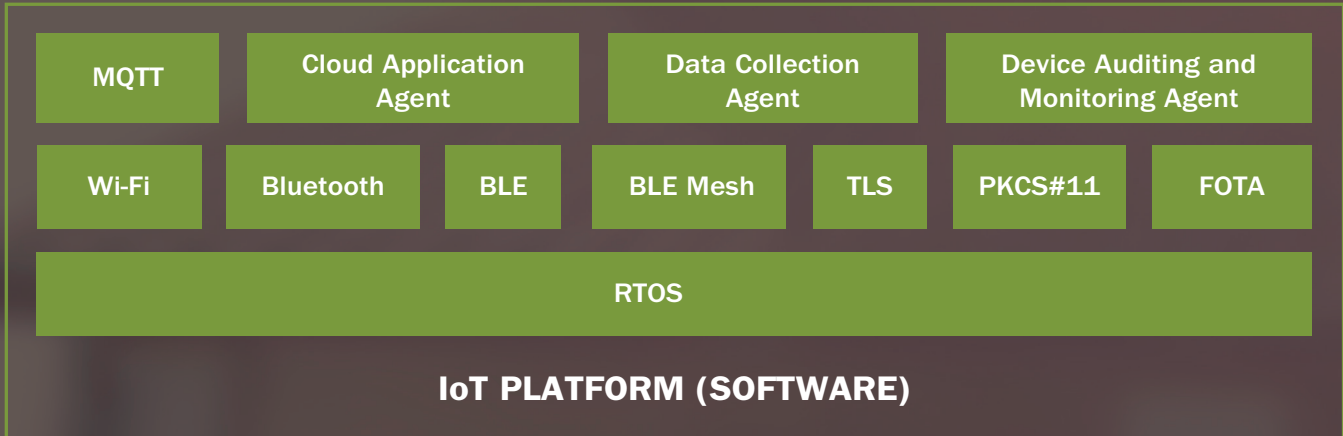 MQTT
Cloud Application
Agent
Data Collection
Agent
Device Auditing and
Monitoring Agent
Wi-Fi
Bluetooth
BLE
BLE Mesh
TLS
PKCS#11
FOTA
RTOS
IoT PLATFORM (SOFTWARE)